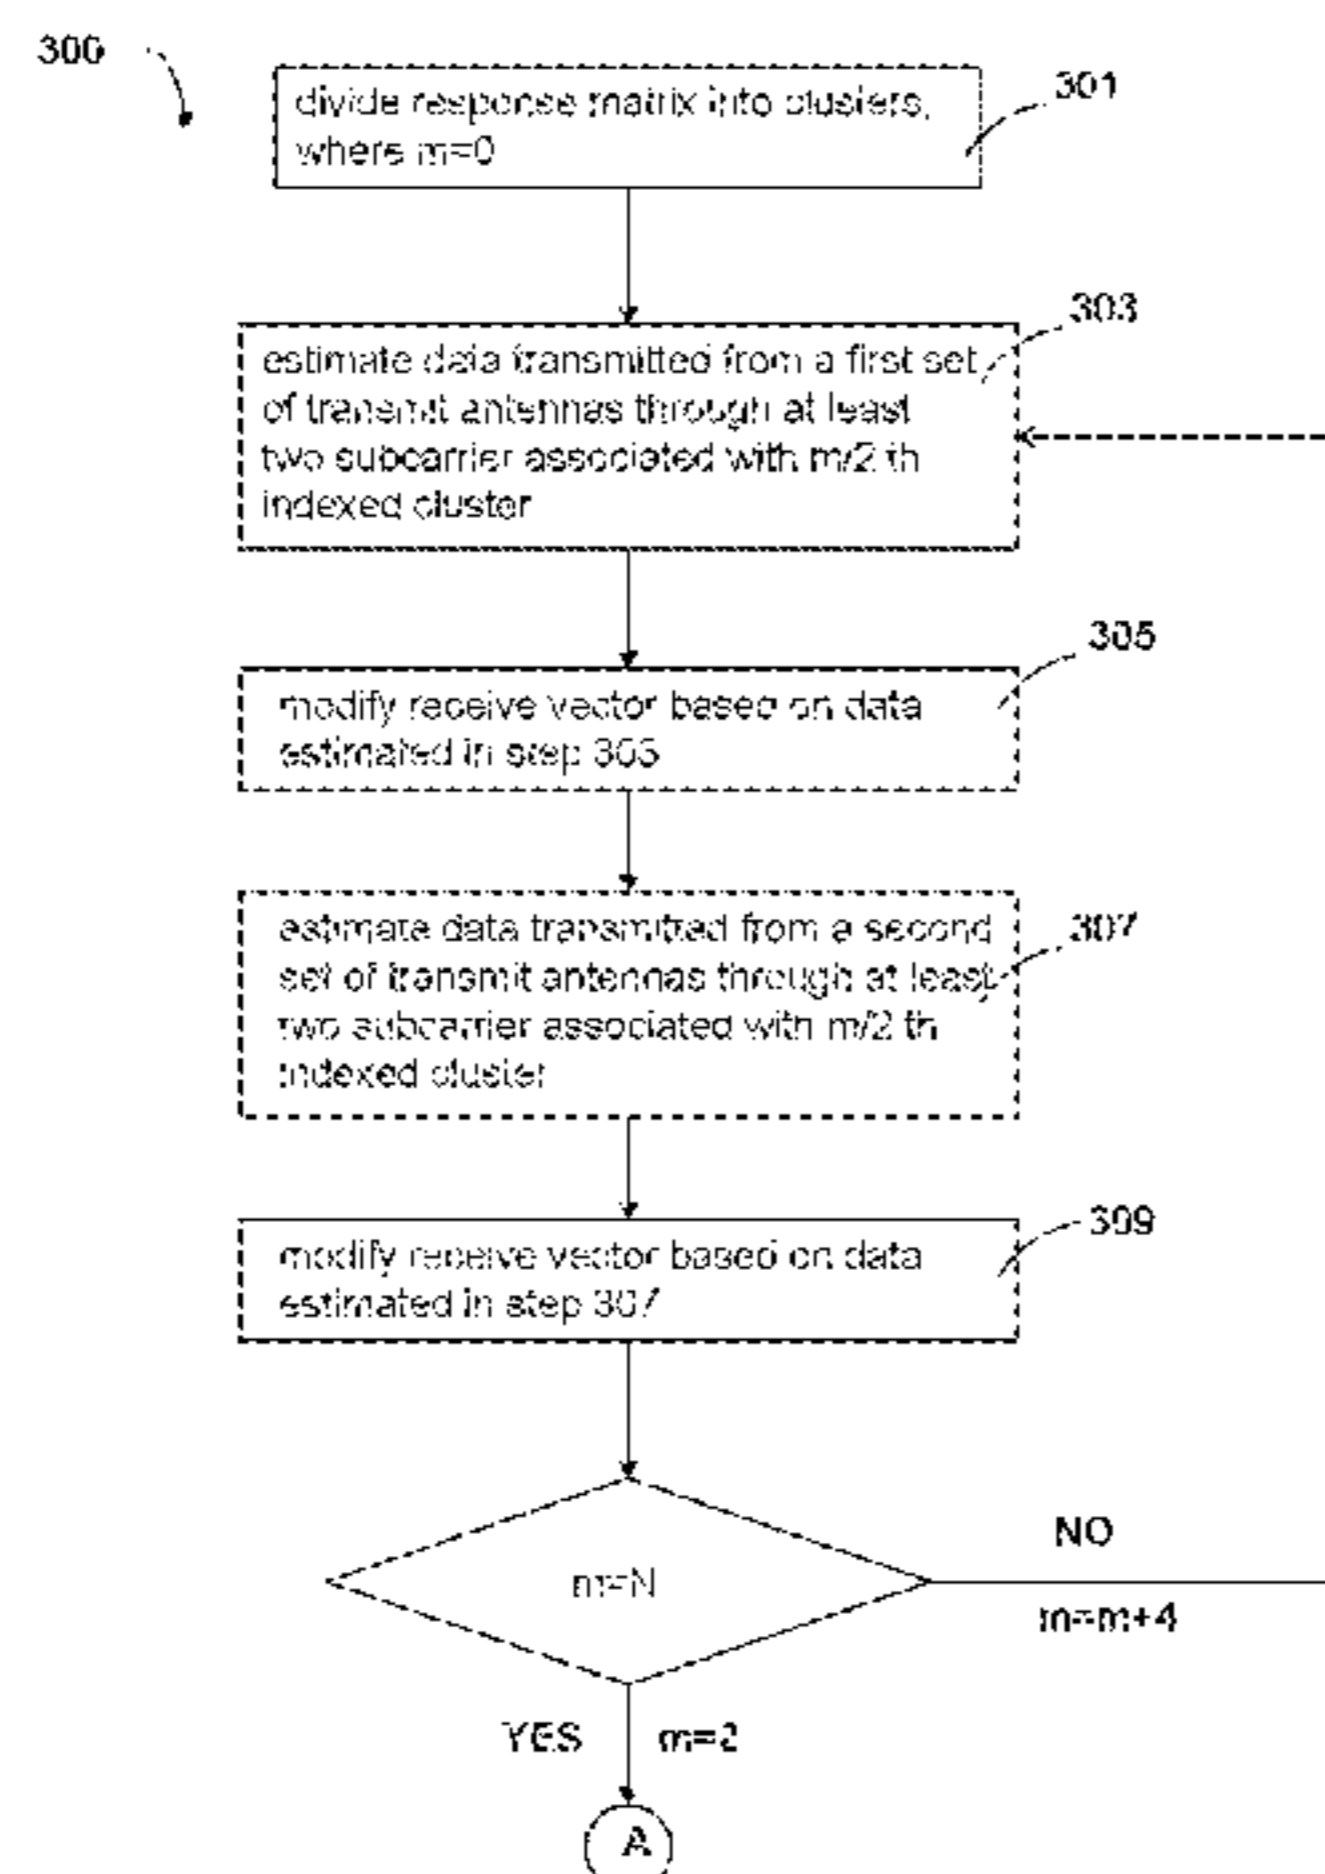 300
divide response matrix into clusters,
where m=0
301
303
estimate data transmitted from a first set
of transmit antennas through at least
two subcarrier associated with m/2 th
indexed cluster
305
modify receive vector based on data
estimated in step 303
307
estimate data transmitted from a second
set of transmit antennas through at least
two subcarrier associated with m/2 th
indexed cluster
309
modify receive vector based on data
estimated in step 307
m=N
NO
m=m+4
YES
m=2
A